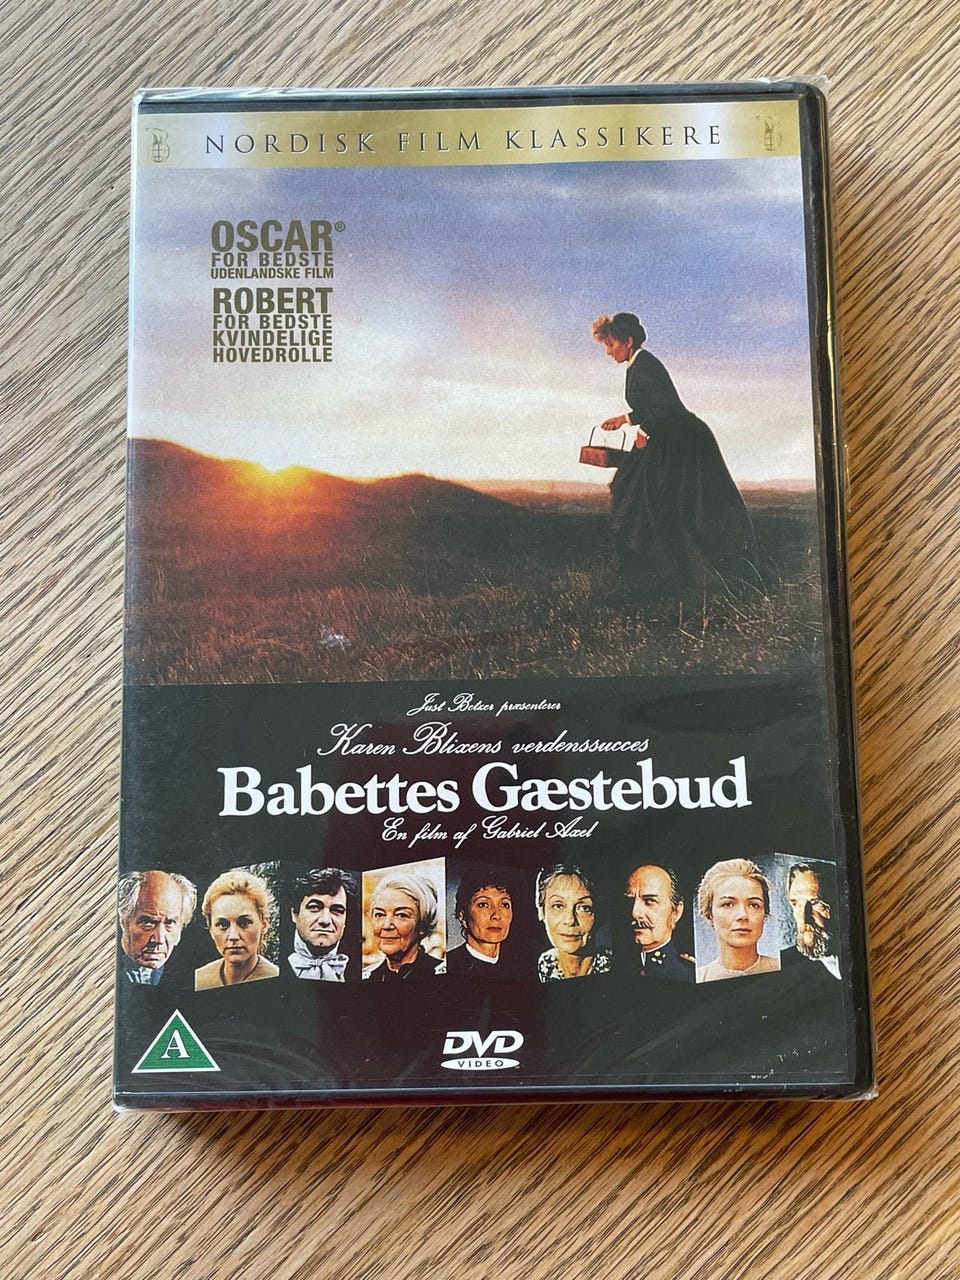 NORDISK FILM KLASSIKERE
OSCAR®
FOR BEDSTE
UDENLANDSKE FILM
ROBERT
FOR BEDSTE
KVINDELIGE
HOVEDROLLE
Just Betzer præsenterer
Karen Blixens verdenssucces
Babettes Gæstebud
En film af Gabriel Axel
A
DVD
VIDEO